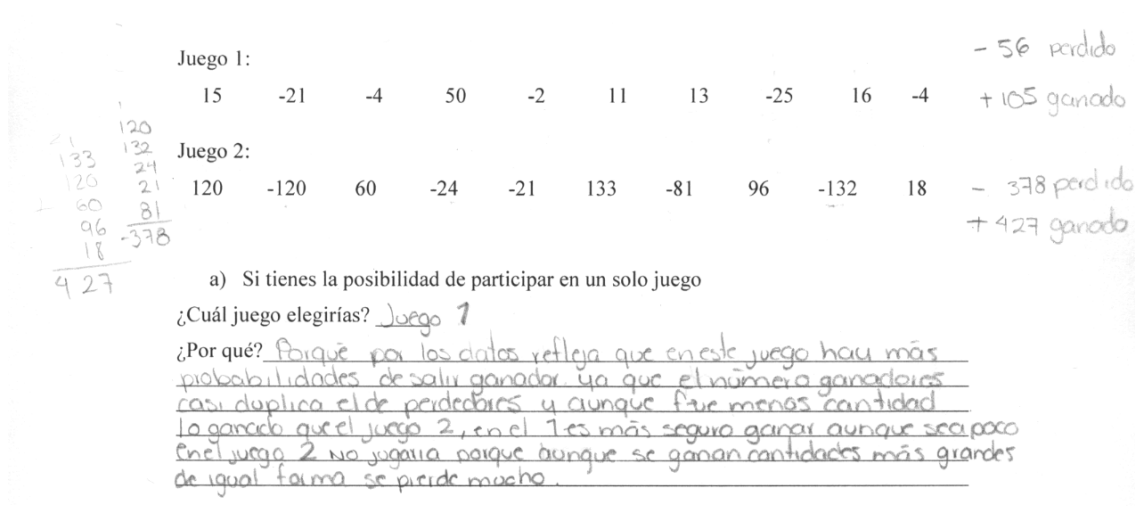 Juego 1:
- 56 perdido
15 -21 -4 50 -2 11 13 -25 16 -4
+ 105 ganado
1
120
132
24
21
81
-378
1
133
120
60
96
18
427
Juego 2:
120 -120 60 -24 -21 133 -81 96 -132 18
- 378 perdido
+ 427 ganado
a) Si tienes la posibilidad de participar en un solo juego
¿Cuál juego elegirías? Juego 1
¿Por qué? Porque por los datos refleja que en este juego hay más
probabilidades de salir ganador ya que el número ganadores
casi duplica el de perdedores y aunque fue menos cantidad
lo ganado que el juego 2, en el 1 es más seguro ganar aunque sea poco
en el juego 2 no jugaria porque aunque se ganan cantidades más grandes
de igual forma se pierde mucho.